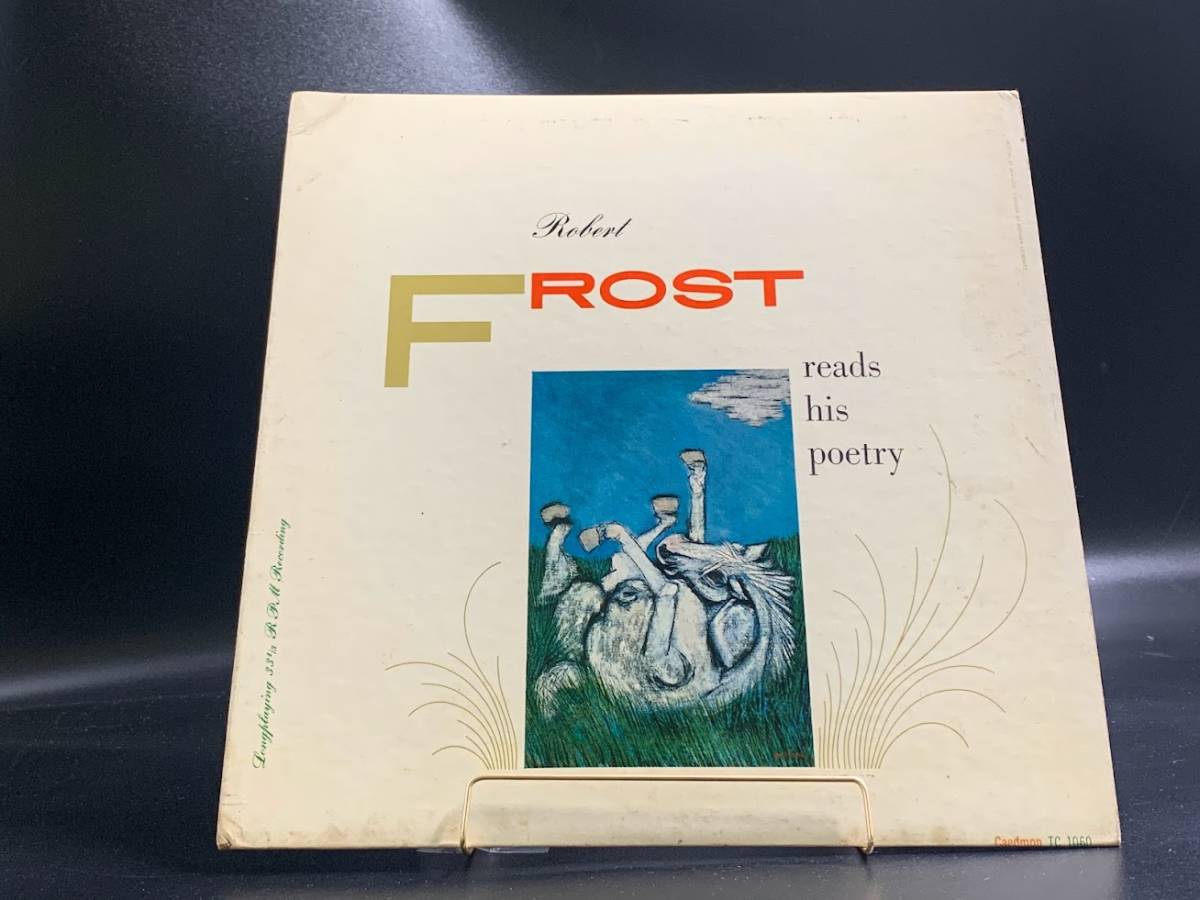 Robert
FROST
reads
his
poetry
Longplaying 33⅓ R.P.M Recording
Caedmon TC 1060